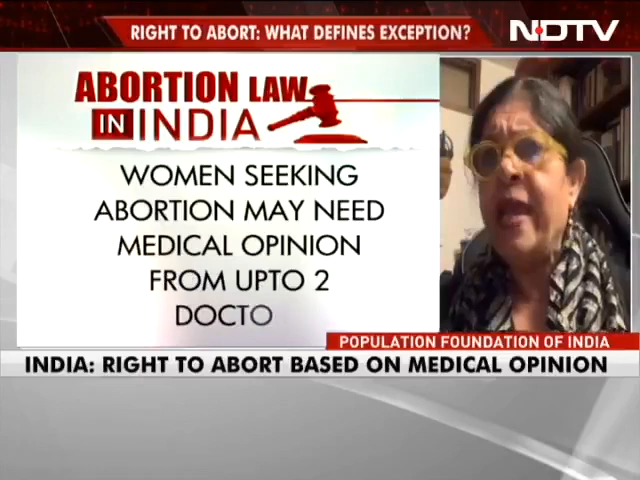 RIGHT TO ABORT: WHAT DEFINES EXCEPTION?
NDTV
ABORTION LAW
IN INDIA
WOMEN SEEKING
ABORTION MAY NEED
MEDICAL OPINION
FROM UPTO 2
DOCTO
POPULATION FOUNDATION OF INDIA
INDIA: RIGHT TO ABORT BASED ON MEDICAL OPINION